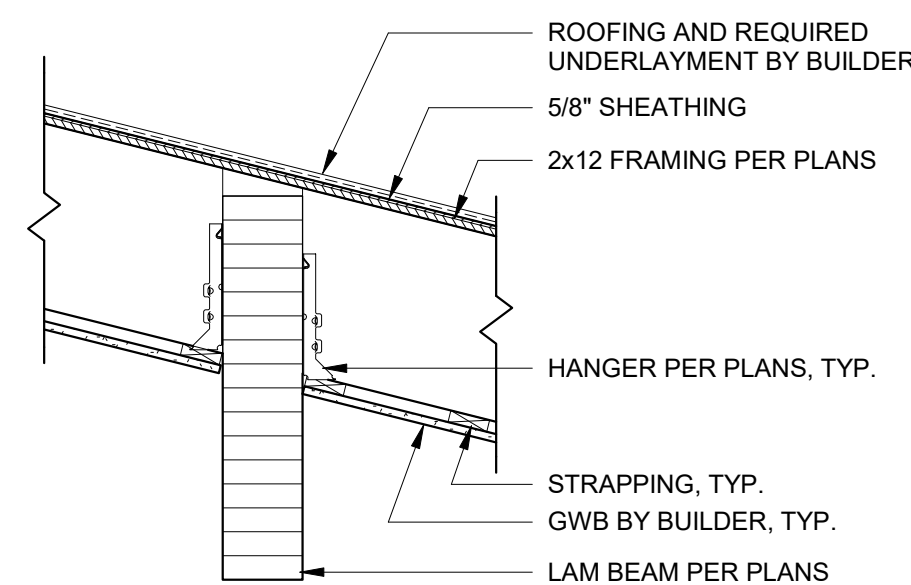 ROOFING AND REQUIRED
UNDERLAYMENT BY BUILDER
5/8" SHEATHING
2x12 FRAMING PER PLANS
HANGER PER PLANS, TYP.
STRAPPING, TYP.
GWB BY BUILDER, TYP.
LAM BEAM PER PLANS